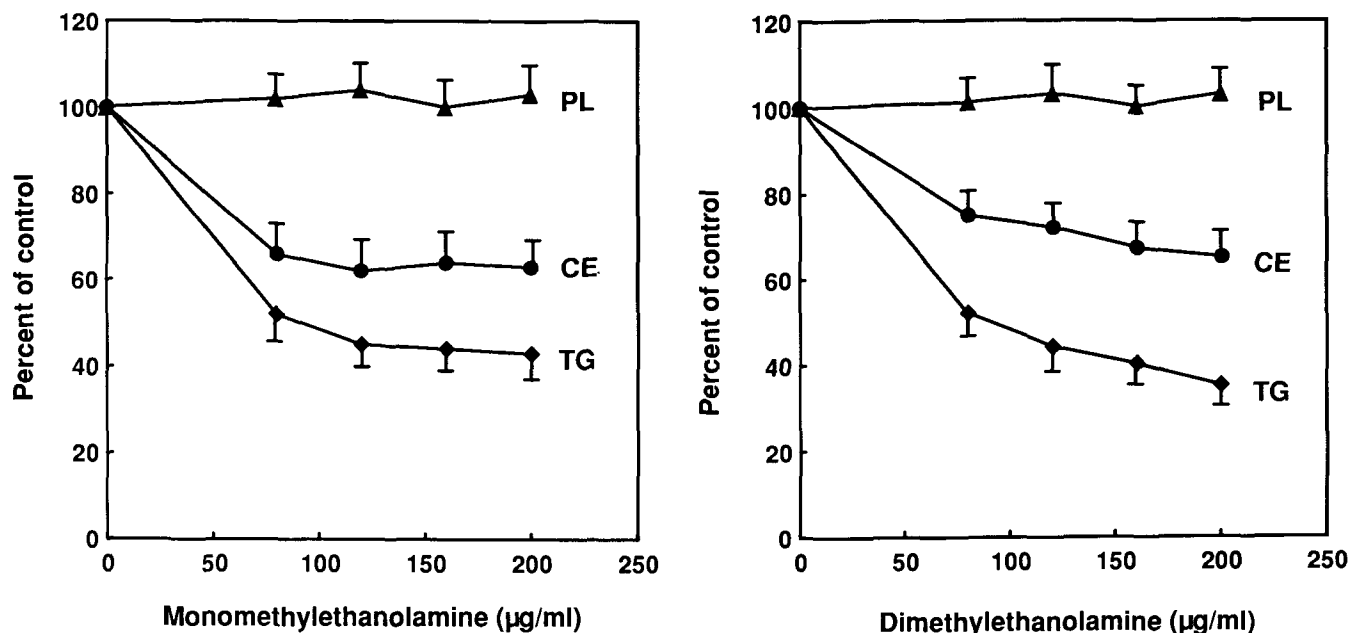 120
100
80
60
40
20
0
Percent of control
PL
CE
TG
0 50 100 150 200 250
Monomethylethanolamine (µg/ml)
120
100
80
60
40
20
0
Percent of control
PL
CE
TG
0 50 100 150 200 250
Dimethylethanolamine (µg/ml)